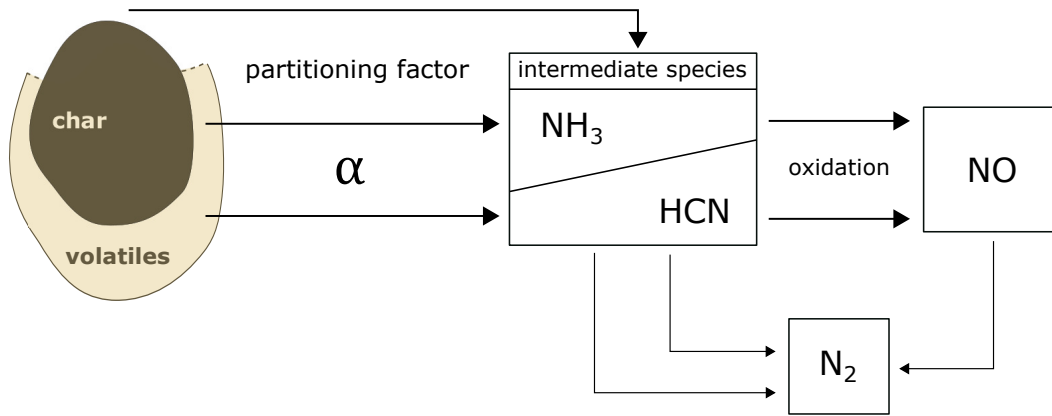 partitioning factor
intermediate species
char
NH₃
α
oxidation
NO
HCN
volatiles
N₂